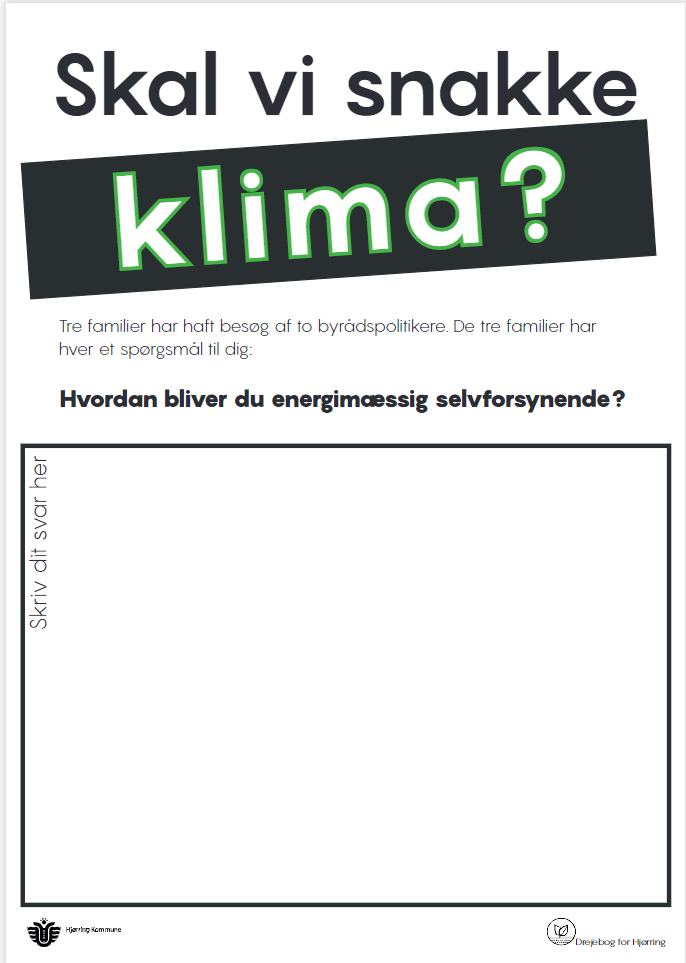 Skal vi snakke
klima?
Tre familier har haft besøg af to byrådspolitikere. De tre familier har
hver et spørgsmål til dig:
Hvordan bliver du energimæssig selvforsynende?
Skriv dit svar her
Hjørring Kommune
Drejebog for Hjørring